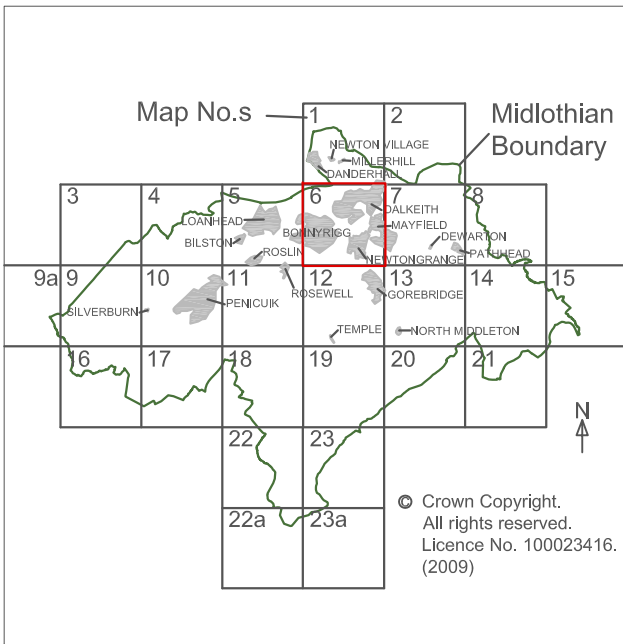 Map No.s
1
2
Midlothian
Boundary
NEWTON VILLAGE
MILLERHILL
DANDERHALL
3
4
5
6
7
8
DALKEITH
LOANHEAD
MAYFIELD
BONNYRIGG
DEWARTON
BILSTON
NEWTONGRANGE
PATHHEAD
ROSLIN
9a
9
10
11
12
13
14
15
ROSEWELL
GOREBRIDGE
PENICUIK
SILVERBURN
TEMPLE
NORTH MIDDLETON
16
17
18
19
20
21
N
22
23
© Crown Copyright.
All rights reserved.
Licence No. 100023416.
(2009)
22a
23a